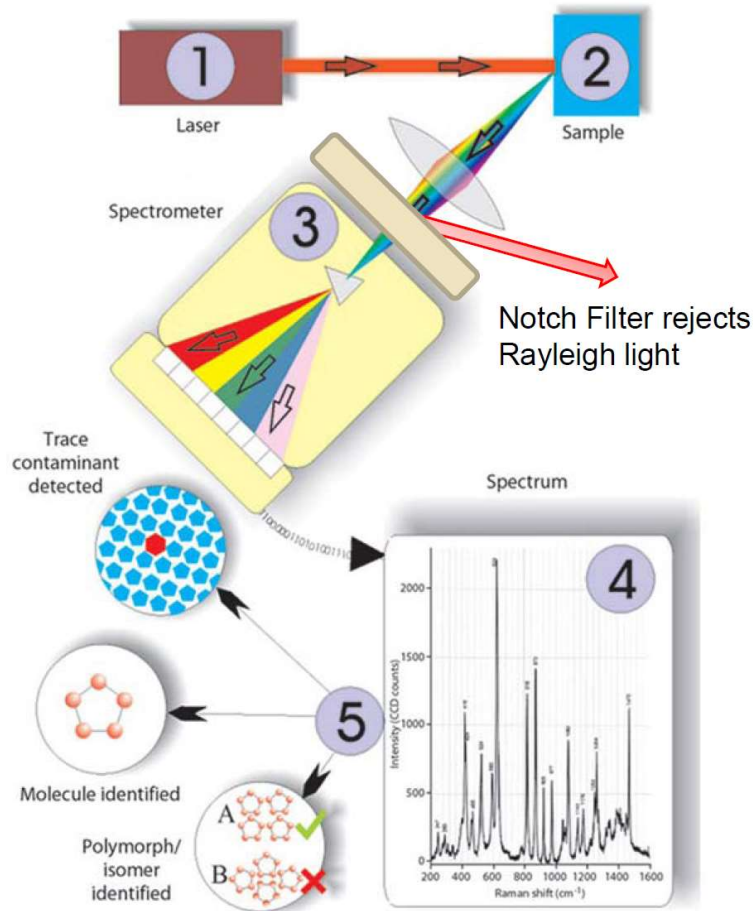 1
2
Laser
Sample
Spectrometer
3
Notch Filter rejects
Rayleigh light
Trace
contaminant
detected
Spectrum
4
2000
1500
1000
500
0
Intensity (CCD counts)
200 400 600 800 1000 1200 1400 1600
Raman shift (cm⁻¹)
5
Molecule identified
A
B
Polymorph/
isomer
identified